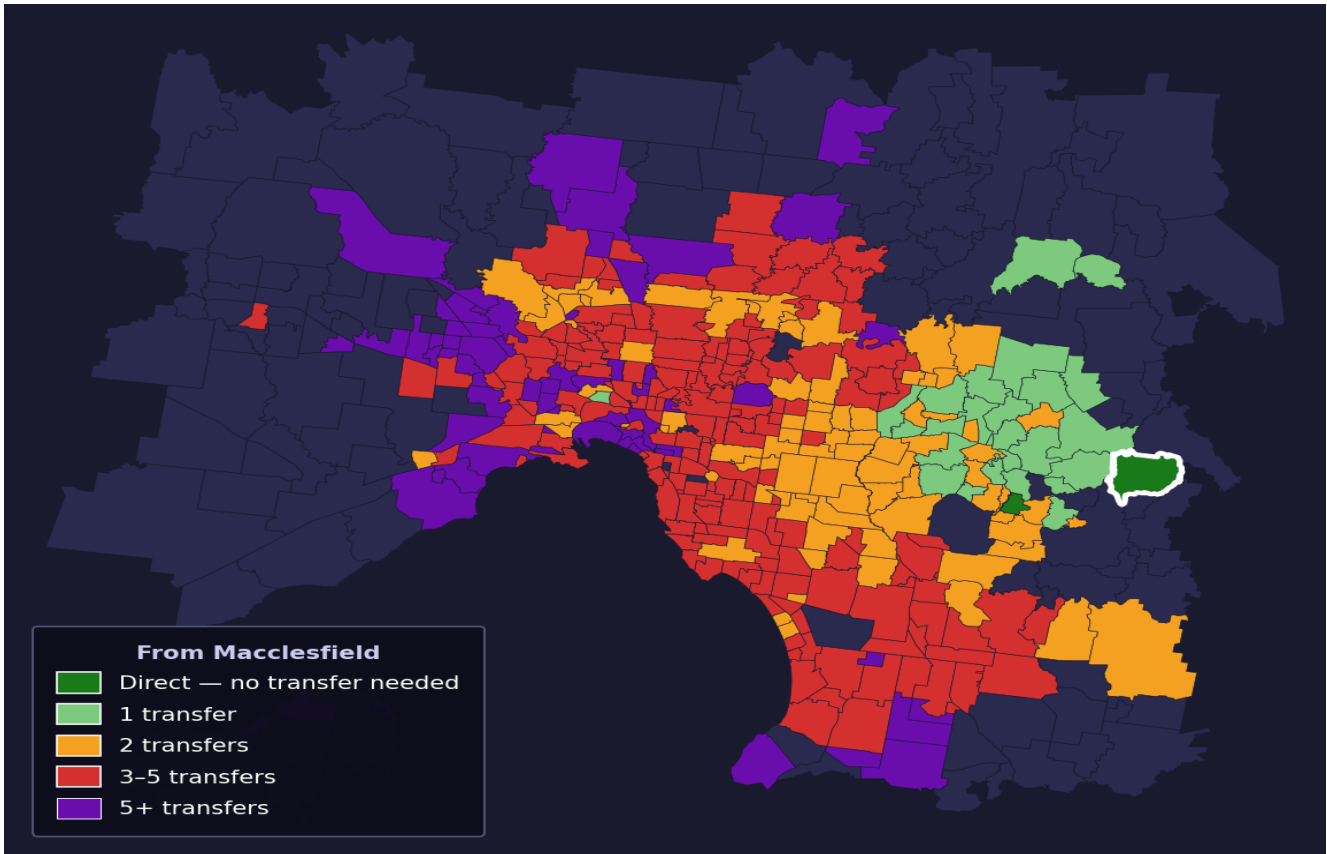 From Macclesfield
Direct — no transfer needed
1 transfer
2 transfers
3–5 transfers
5+ transfers